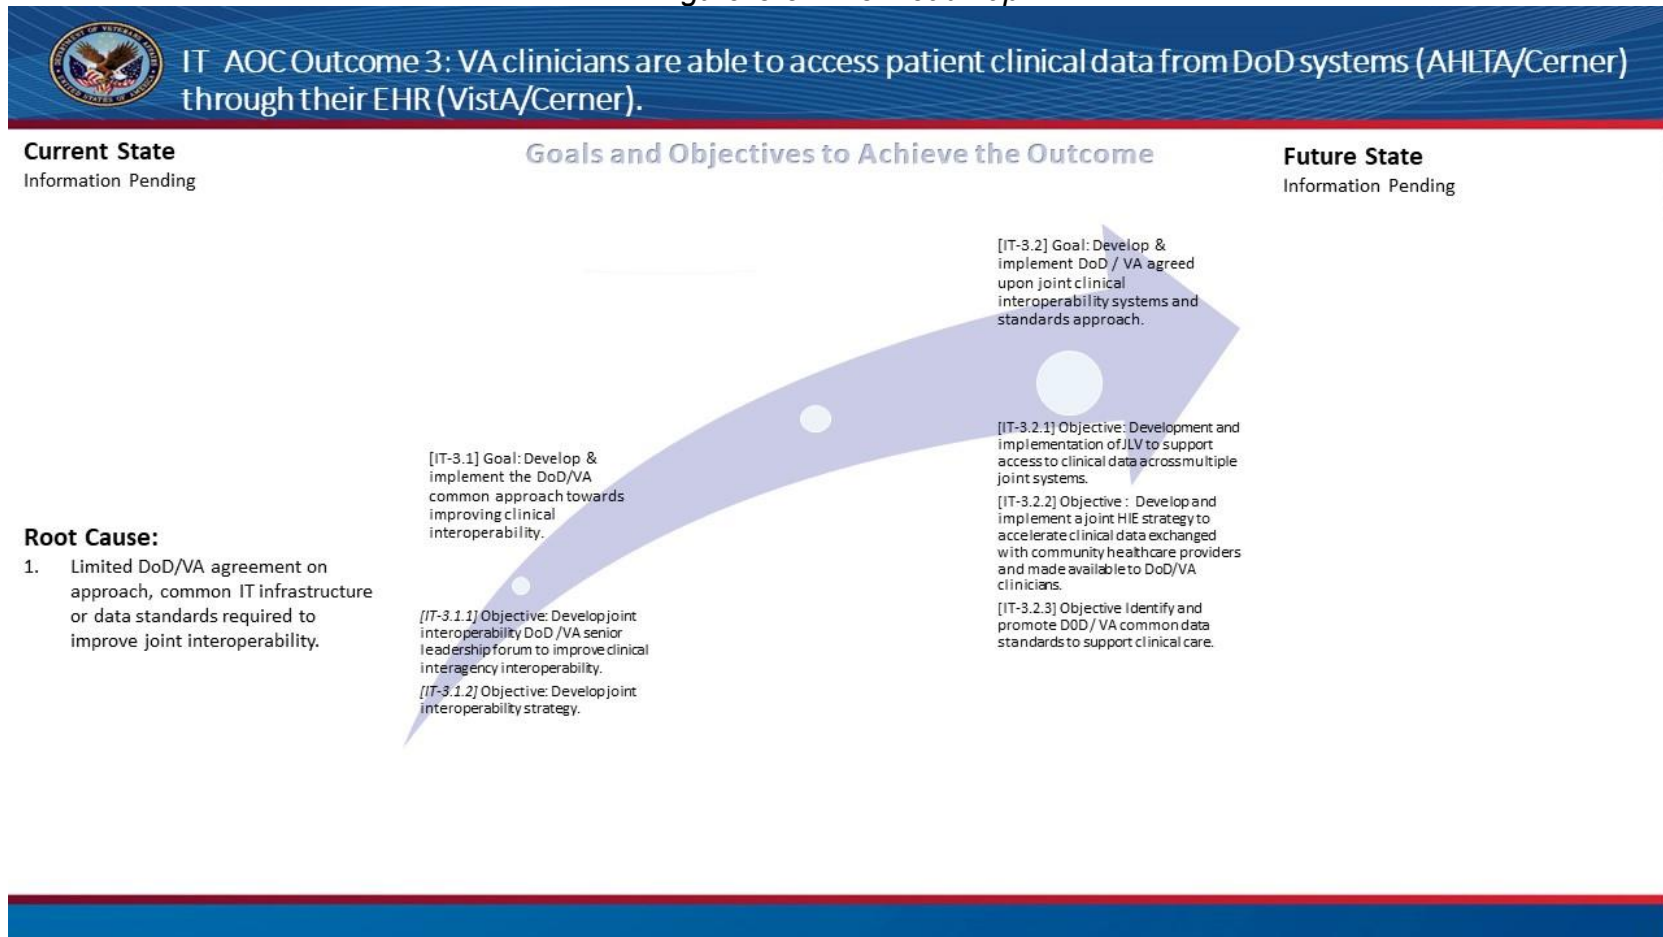 IT AOC Outcome 3: VA clinicians are able to access patient clinical data from DoD systems (AHLTA/Cerner)
through their EHR (VistA/Cerner).
Current State
Information Pending
Root Cause:
1. Limited DoD/VA agreement on
approach, common IT infrastructure
or data standards required to
improve joint interoperability.
Goals and Objectives to Achieve the Outcome
[IT-3.1] Goal: Develop &
implement the DoD/VA
common approach towards
improving clinical
interoperability.
[IT-3.1.1] Objective: Develop joint
interoperability DoD /VA senior
leadership forum to improve clinical
interagency interoperability.
[IT-3.1.2] Objective: Develop joint
interoperability strategy.
[IT-3.2] Goal: Develop &
implement DoD / VA agreed
upon joint clinical
interoperability systems and
standards approach.
[IT-3.2.1] Objective: Development and
implementation of JLV to support
access to clinical data across multiple
joint systems.
[IT-3.2.2] Objective : Develop and
implement a joint HIE strategy to
accelerate clinical data exchanged
with community healthcare providers
and made available to DoD/VA
clinicians.
[IT-3.2.3] Objective Identify and
promote D0D/ VA common data
standards to support clinical care.
Future State
Information Pending